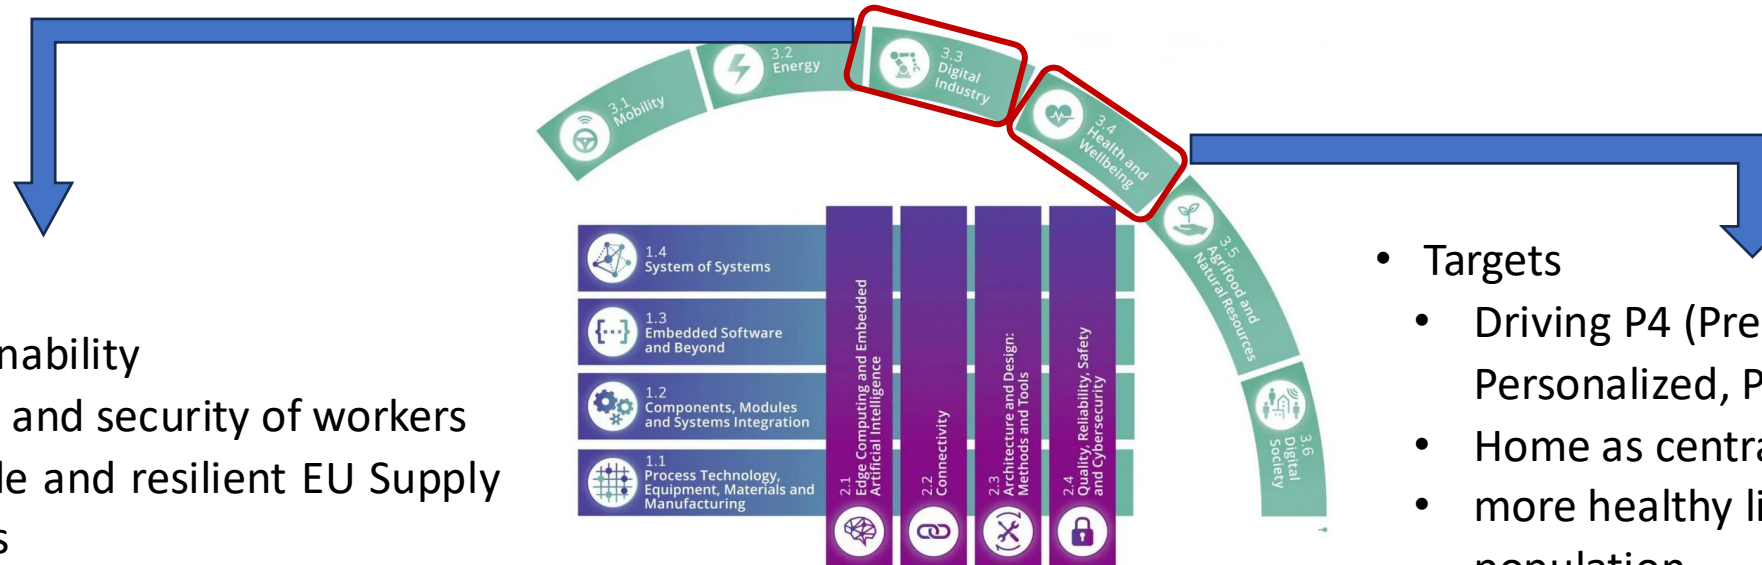 3.1
Mobility
3.2
Energy
3.3
Digital
Industry
3.4
Health and
Wellbeing
3.5
Agrifood and
Natural Resources
3.6
Digital
Society
1.4
System of Systems
1.3
Embedded Software
and Beyond
1.2
Components, Modules
and Systems Integration
1.1
Process Technology,
Equipment, Materials and
Manufacturing
2.1
Edge Computing and Embedded
Artificial Intelligence
2.2
Connectivity
2.3
Architecture and Design:
Methods and Tools
2.4
Quality, Reliability, Safety
and Cybersecurity
nability
and security of workers
le and resilient EU Supply
s
• Targets
• Driving P4 (Pre
Personalized, P
• Home as centra
• more healthy li
population